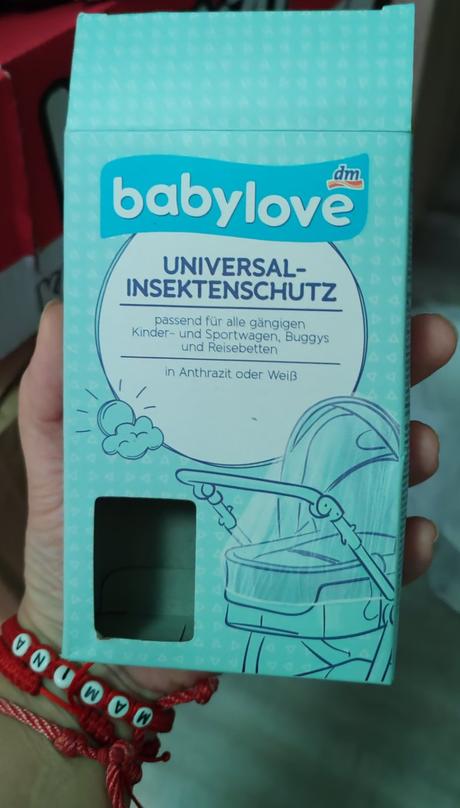 dm
babylove
UNIVERSAL-
INSEKTENSCHUTZ
passend für alle gängigen
Kinder- und Sportwagen, Buggys
und Reisebetten
in Anthrazit oder Weiß
MAMINA